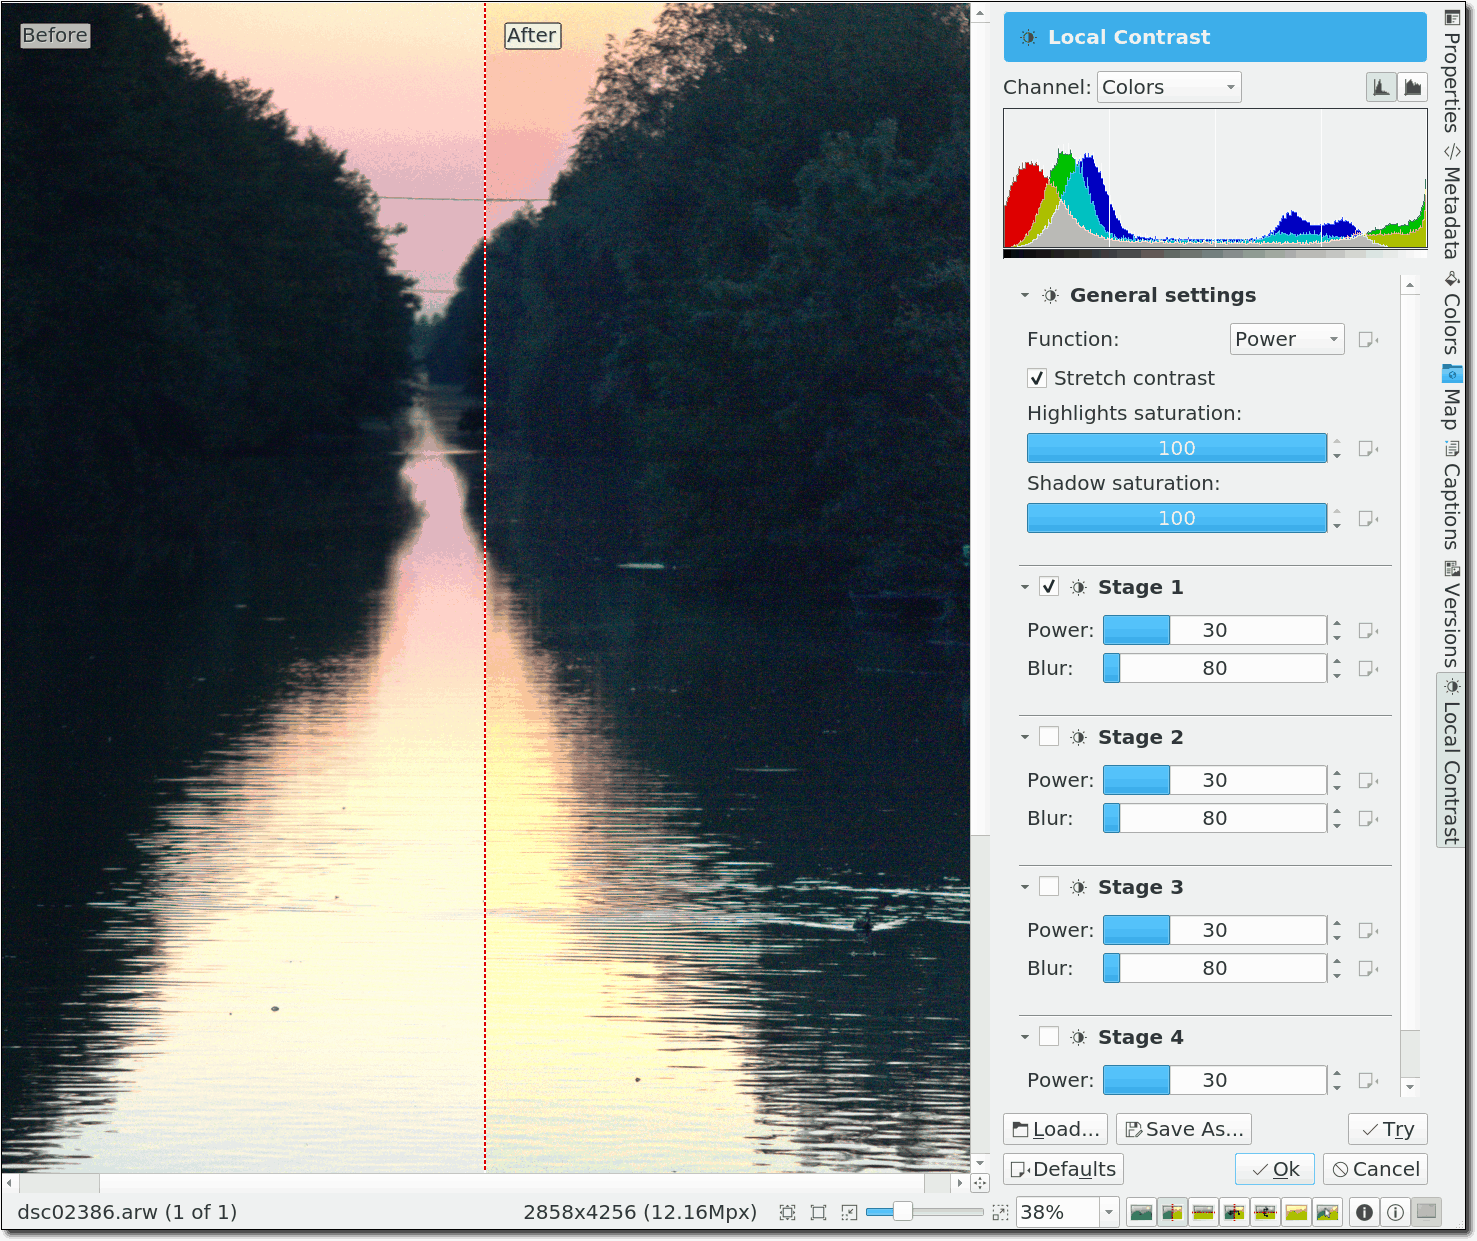 Before
After
Local Contrast
Channel: Colors
General settings
Function: Power
Stretch contrast
Highlights saturation:
100
Shadow saturation:
100
Stage 1
Power: 30
Blur: 80
Stage 2
Power: 30
Blur: 80
Stage 3
Power: 30
Blur: 80
Stage 4
Power: 30
Load... Save As... Try
Defaults Ok Cancel
dsc02386.arw (1 of 1) 2858x4256 (12.16Mpx) 38%
Properties
Metadata
Colors
Map
Captions
Versions
Local Contrast